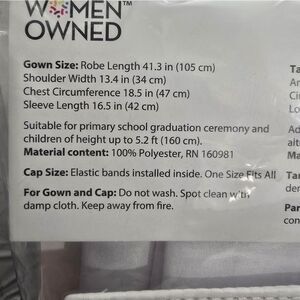 WOMEN™
OWNED
Gown Size: Robe Length 41.3 in (105 cm)
Shoulder Width 13.4 in (34 cm)
Chest Circumference 18.5 in (47 cm)
Sleeve Length 16.5 in (42 cm)
Suitable for primary school graduation ceremony and
children of height up to 5.2 ft (160 cm).
Material content: 100% Polyester, RN 160981
Cap Size: Elastic bands installed inside. One Size Fits All
For Gown and Cap: Do not wash. Spot clean with
damp cloth. Keep away from fire.